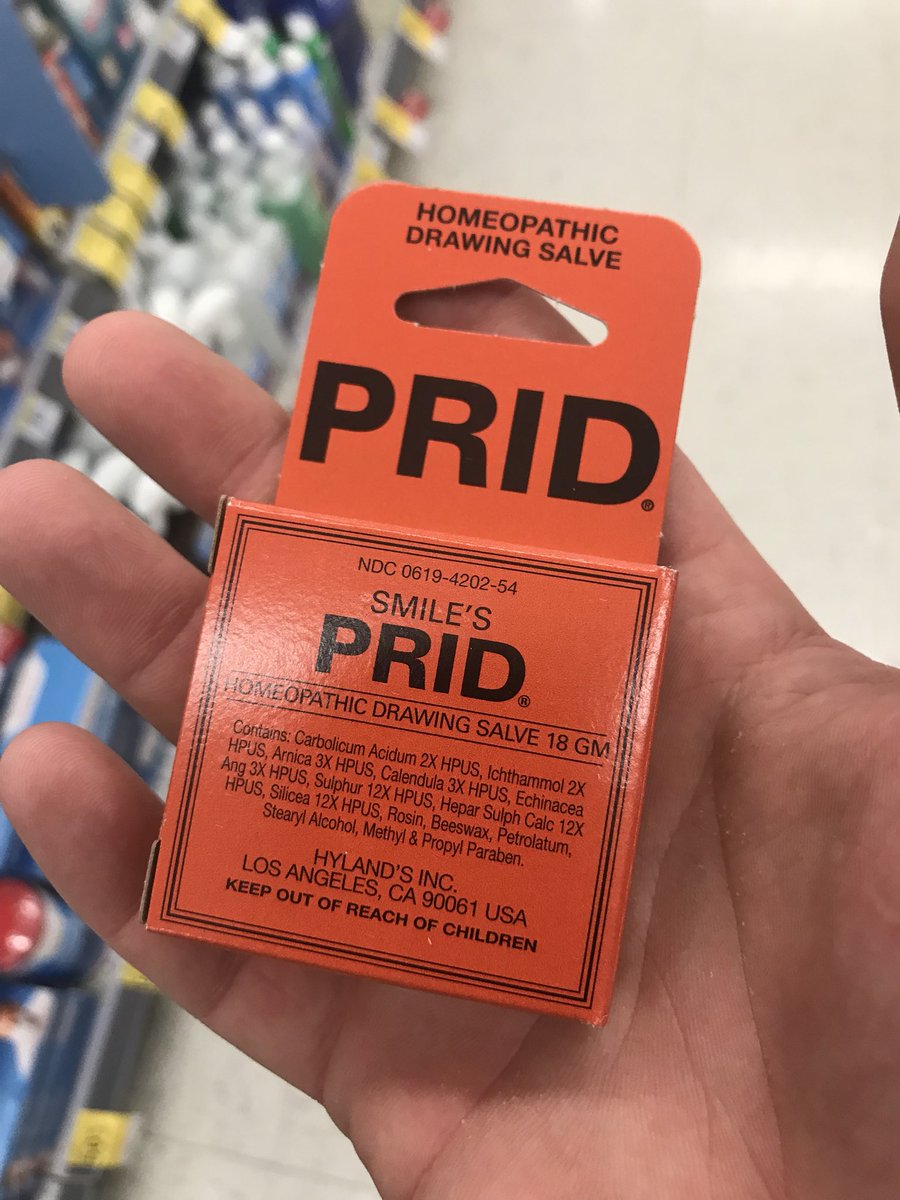 HOMEOPATHIC
DRAWING SALVE
PRID®
NDC 0619-4202-54
SMILE'S
PRID®
HOMEOPATHIC DRAWING SALVE 18 GM
Contains: Carbolicum Acidum 2X HPUS, Ichthammol 2X
HPUS, Arnica 3X HPUS, Calendula 3X HPUS, Echinacea
Ang 3X HPUS, Sulphur 12X HPUS, Hepar Sulph Calc 12X
HPUS, Silicea 12X HPUS, Rosin, Beeswax, Petrolatum,
Stearyl Alcohol, Methyl & Propyl Paraben.
HYLAND'S INC.
LOS ANGELES, CA 90061 USA
KEEP OUT OF REACH OF CHILDREN